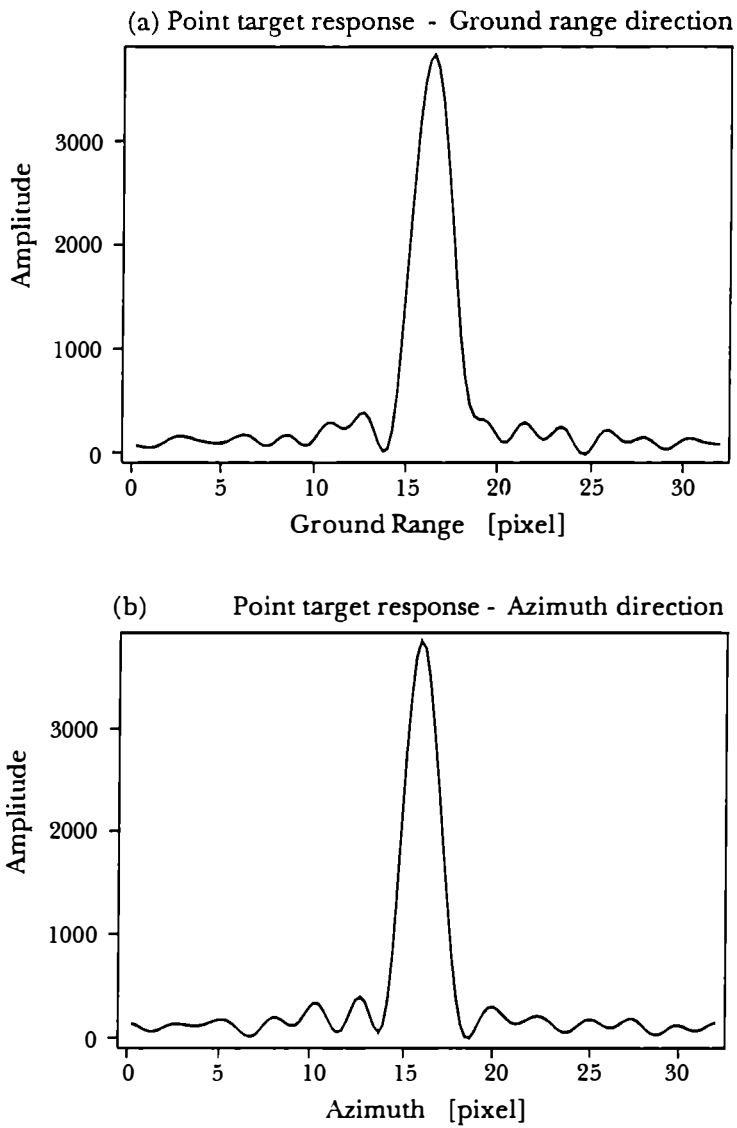 (a) Point target response - Ground range direction
Amplitude
3000
2000
1000
0
0 5 10 15 20 25 30
Ground Range [pixel]
(b) Point target response - Azimuth direction
Amplitude
3000
2000
1000
0
0 5 10 15 20 25 30
Azimuth [pixel]